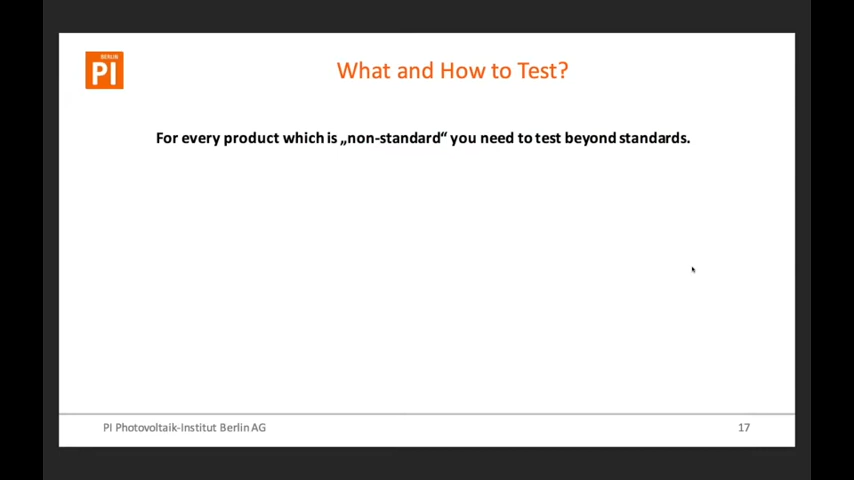 BERLIN
PI
What and How to Test?
For every product which is „non-standard“ you need to test beyond standards.
PI Photovoltaik-Institut Berlin AG
17